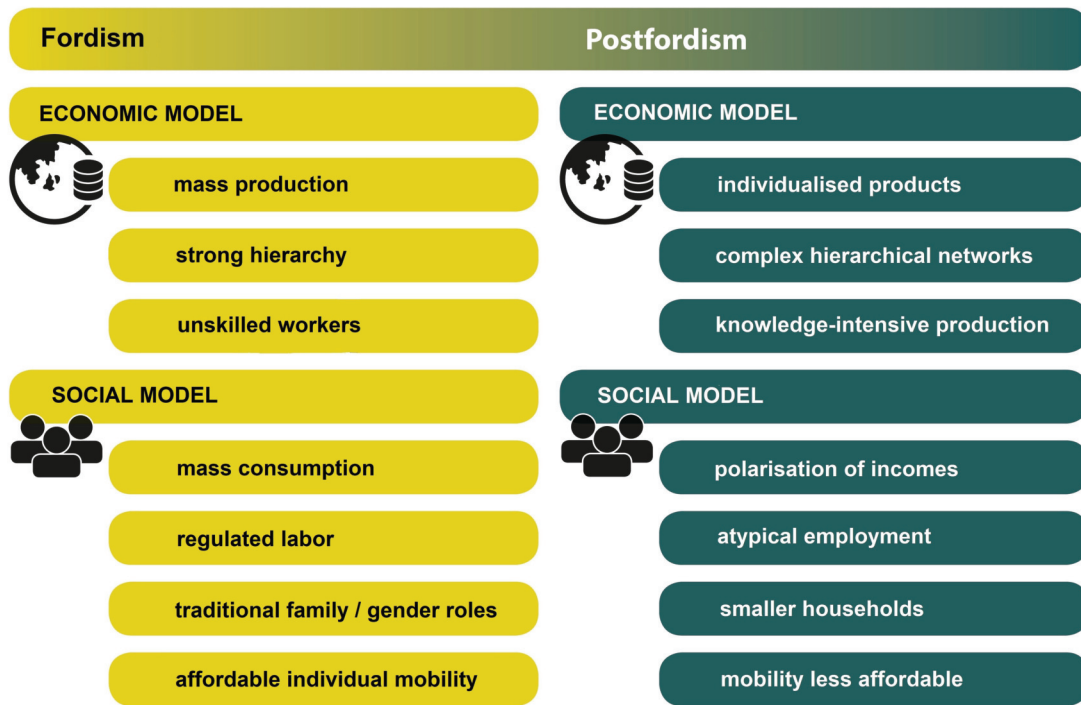 Fordism
Postfordism
ECONOMIC MODEL
mass production
strong hierarchy
unskilled workers
SOCIAL MODEL
mass consumption
regulated labor
traditional family / gender roles
affordable individual mobility
ECONOMIC MODEL
individualised products
complex hierarchical networks
knowledge-intensive production
SOCIAL MODEL
polarisation of incomes
atypical employment
smaller households
mobility less affordable